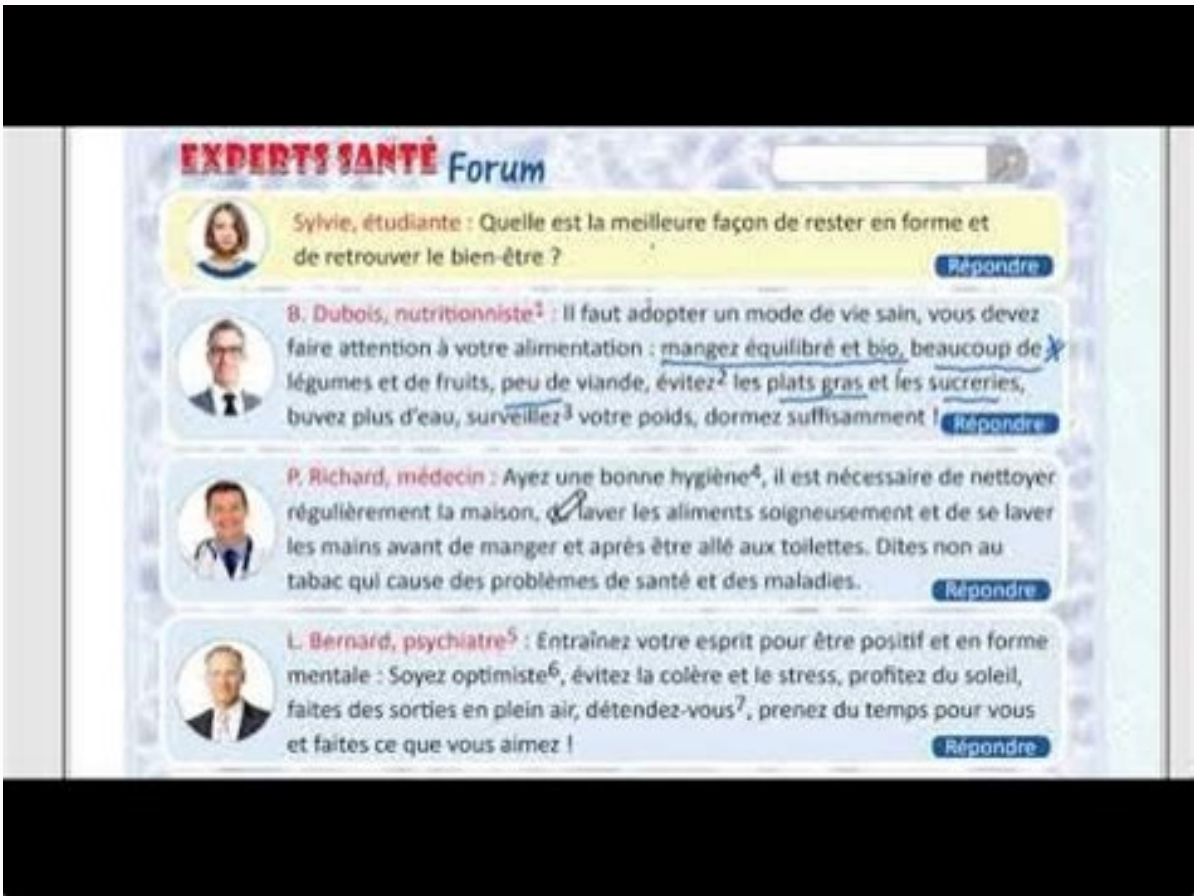 EXPERTS SANTÉ Forum
Sylvie, étudiante : Quelle est la meilleure façon de rester en forme et
de retrouver le bien-être ?
Répondre
B. Dubois, nutritionniste¹ : Il faut adopter un mode de vie sain, vous devez
faire attention à votre alimentation : mangez équilibré et bio, beaucoup de
légumes et de fruits, peu de viande, évitez² les plats gras et les sucreries,
buvez plus d'eau, surveillez³ votre poids, dormez suffisamment !
Répondre
P. Richard, médecin : Ayez une bonne hygiène⁴, il est nécessaire de nettoyer
régulièrement la maison, laver les aliments soigneusement et de se laver
les mains avant de manger et après être allé aux toilettes. Dites non au
tabac qui cause des problèmes de santé et des maladies.
Répondre
L. Bernard, psychiatre⁵ : Entraînez votre esprit pour être positif et en forme
mentale : Soyez optimiste⁶, évitez la colère et le stress, profitez du soleil,
faites des sorties en plein air, détendez-vous⁷, prenez du temps pour vous
et faites ce que vous aimez !
Répondre